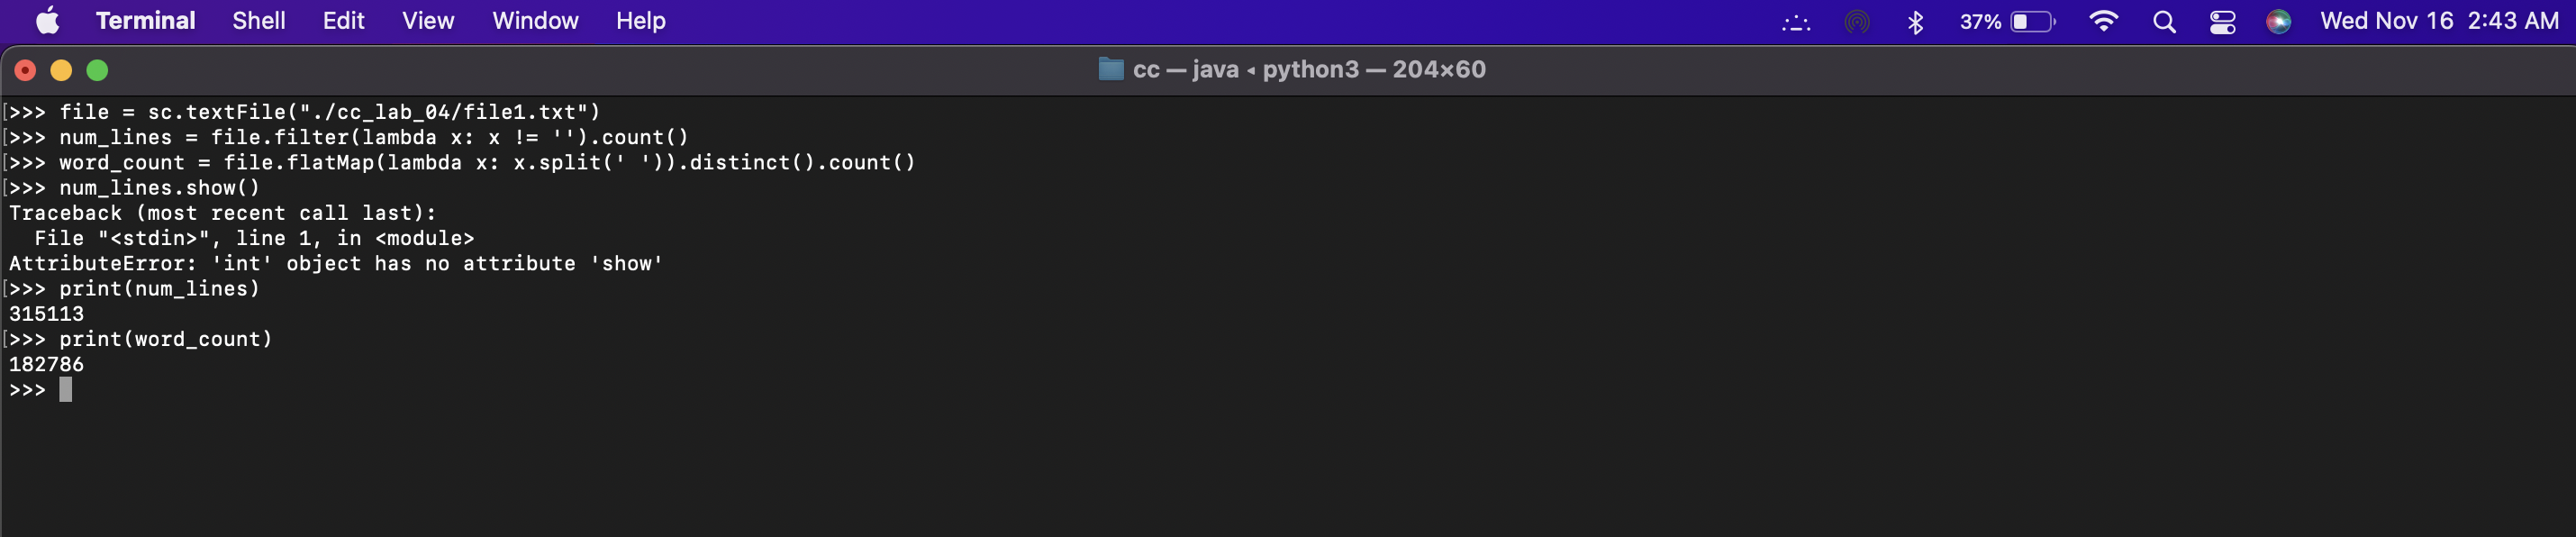 Terminal Shell Edit View Window Help 37% Wed Nov 16 2:43 AM
cc — java ◂ python3 — 204×60
[>>> file = sc.textFile("./cc_lab_04/file1.txt")
[>>> num_lines = file.filter(lambda x: x != '').count()
[>>> word_count = file.flatMap(lambda x: x.split(' ')).distinct().count()
[>>> num_lines.show()
Traceback (most recent call last):
  File "<stdin>", line 1, in <module>
AttributeError: 'int' object has no attribute 'show'
[>>> print(num_lines)
315113
[>>> print(word_count)
182786
>>>